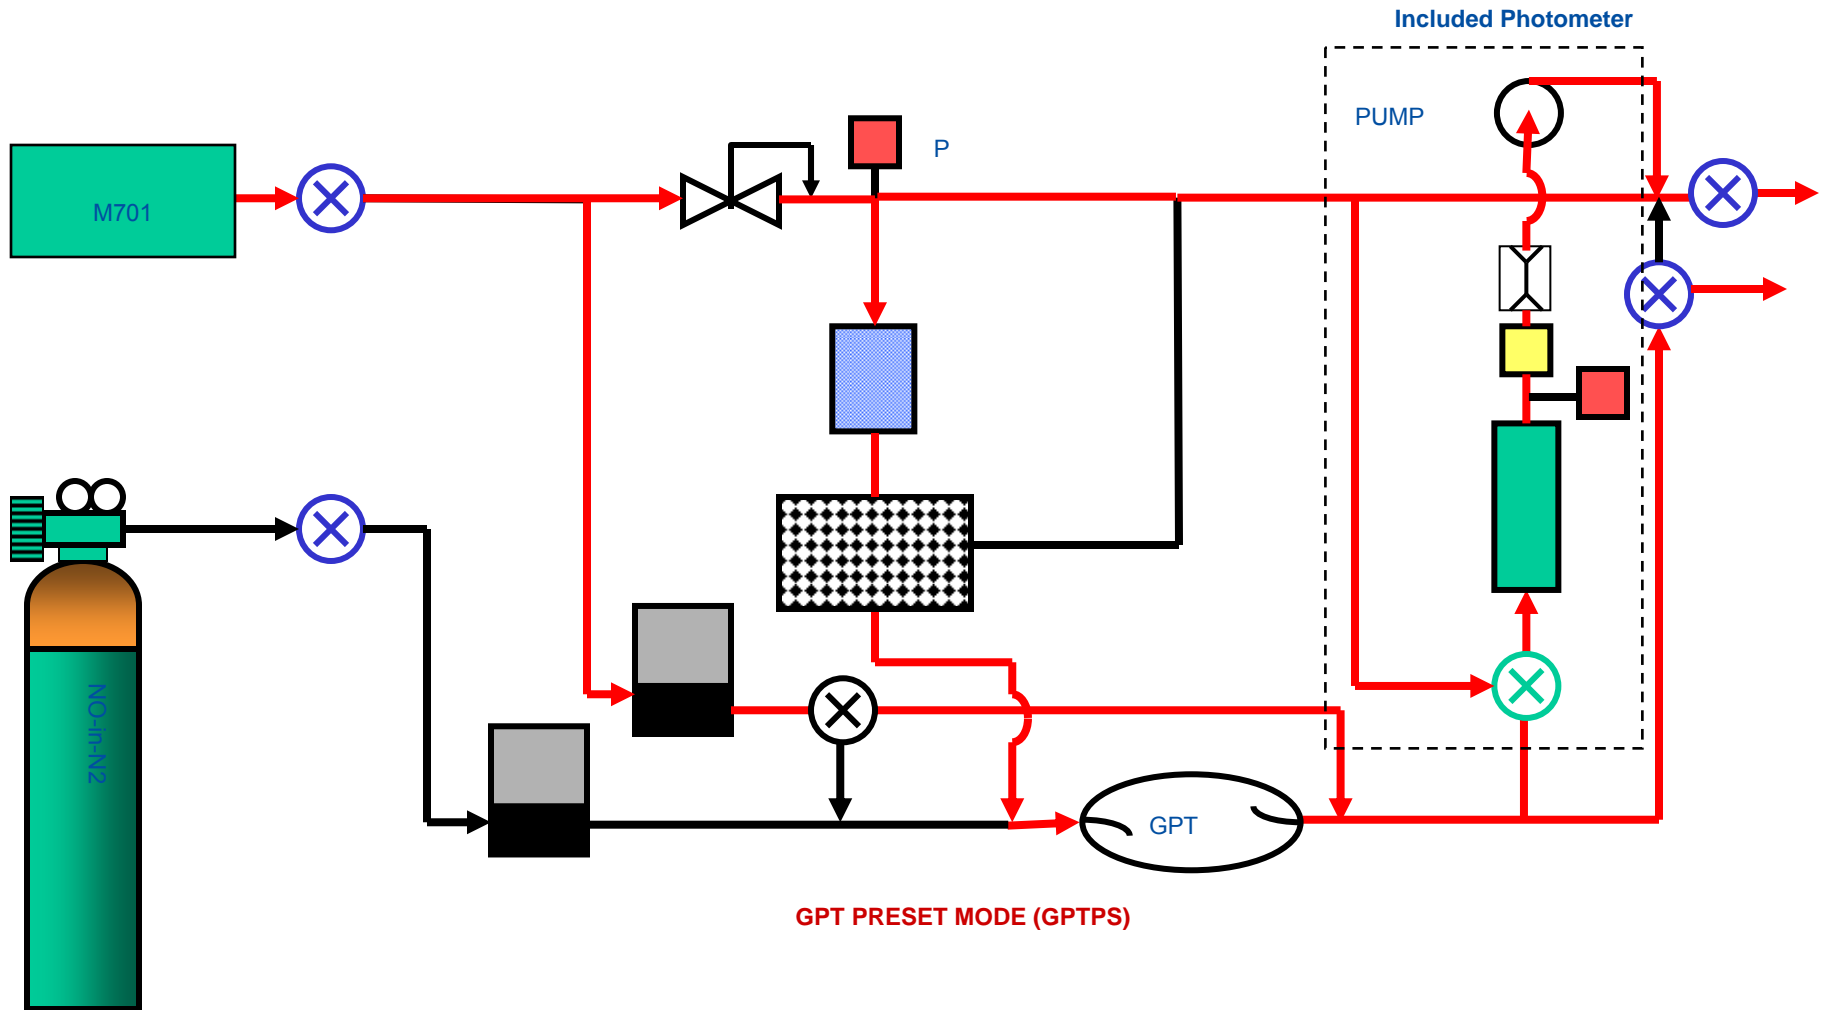 Included Photometer
PUMP
P
M701
NO-in-N2
GPT
GPT PRESET MODE (GPTPS)